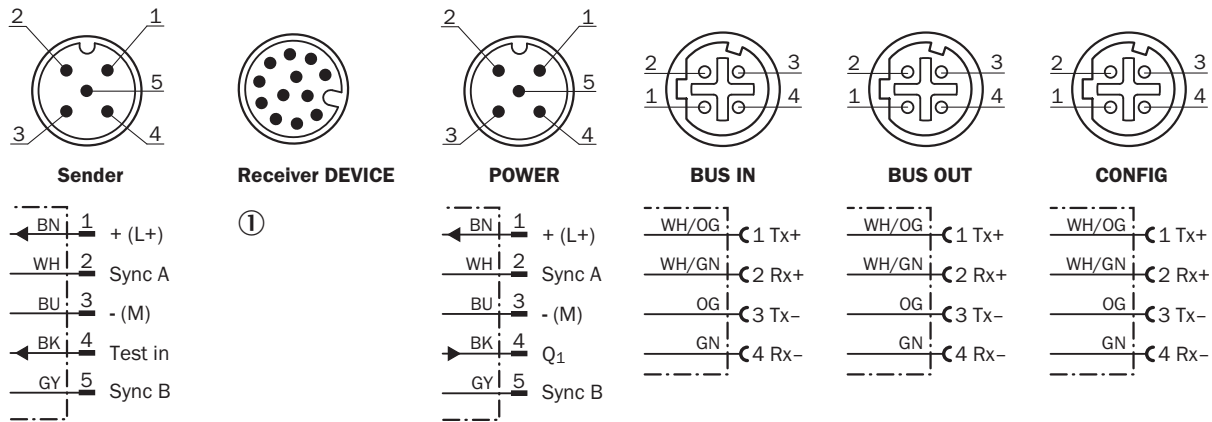 2 1
5
3 4
Sender
BN 1 + (L+)
WH 2 Sync A
BU 3 - (M)
BK 4 Test in
GY 5 Sync B
Receiver DEVICE
①
2 1
5
3 4
POWER
BN 1 + (L+)
WH 2 Sync A
BU 3 - (M)
BK 4 Q₁
GY 5 Sync B
2 3
1 4
BUS IN
WH/OG 1 Tx+
WH/GN 2 Rx+
OG 3 Tx–
GN 4 Rx–
2 3
1 4
BUS OUT
WH/OG 1 Tx+
WH/GN 2 Rx+
OG 3 Tx–
GN 4 Rx–
2 3
1 4
CONFIG
WH/OG 1 Tx+
WH/GN 2 Rx+
OG 3 Tx–
GN 4 Rx–